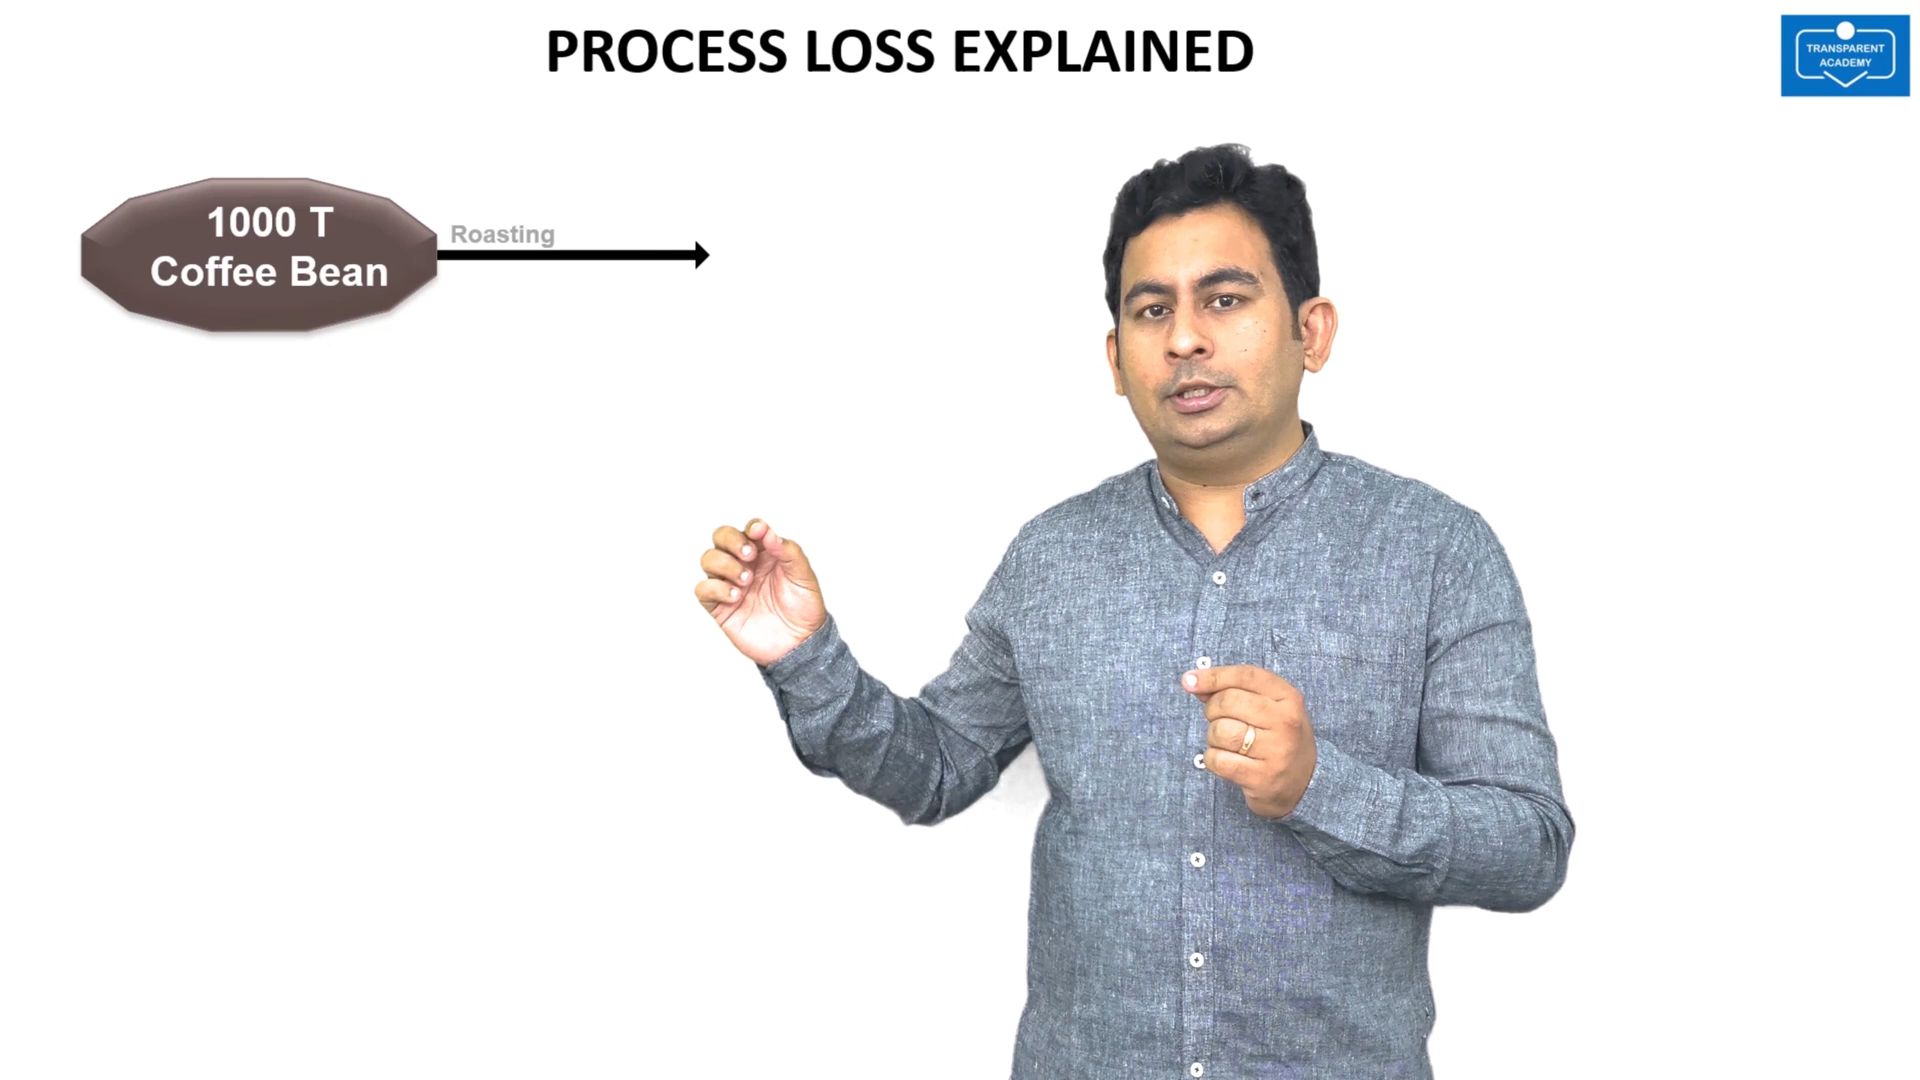 PROCESS LOSS EXPLAINED
TRANSPARENT
ACADEMY
1000 T
Coffee Bean
Roasting